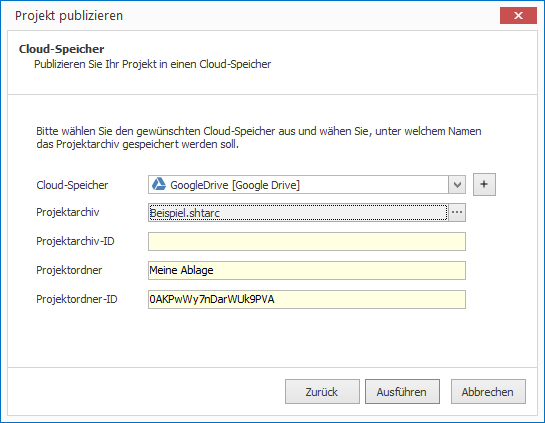 Projekt publizieren
Cloud-Speicher
Publizieren Sie Ihr Projekt in einen Cloud-Speicher
Bitte wählen Sie den gewünschten Cloud-Speicher aus und wähen Sie, unter welchem Namen
das Projektarchiv gespeichert werden soll.
Cloud-Speicher GoogleDrive [Google Drive] +
Projektarchiv Beispiel.shtarc ...
Projektarchiv-ID
Projektordner Meine Ablage
Projektordner-ID 0AKPwWy7nDarWUk9PVA
Zurück Ausführen Abbrechen